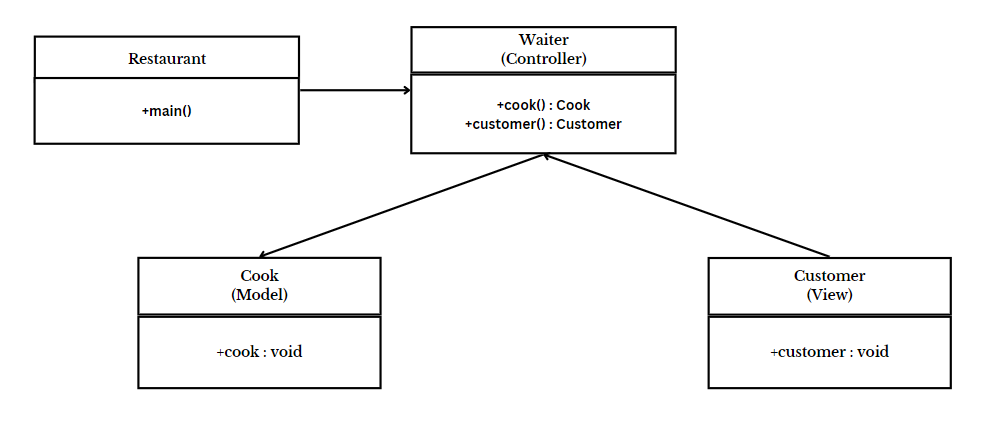 Restaurant
+main()
Waiter
(Controller)
+cook() : Cook
+customer() : Customer
Cook
(Model)
+cook : void
Customer
(View)
+customer : void